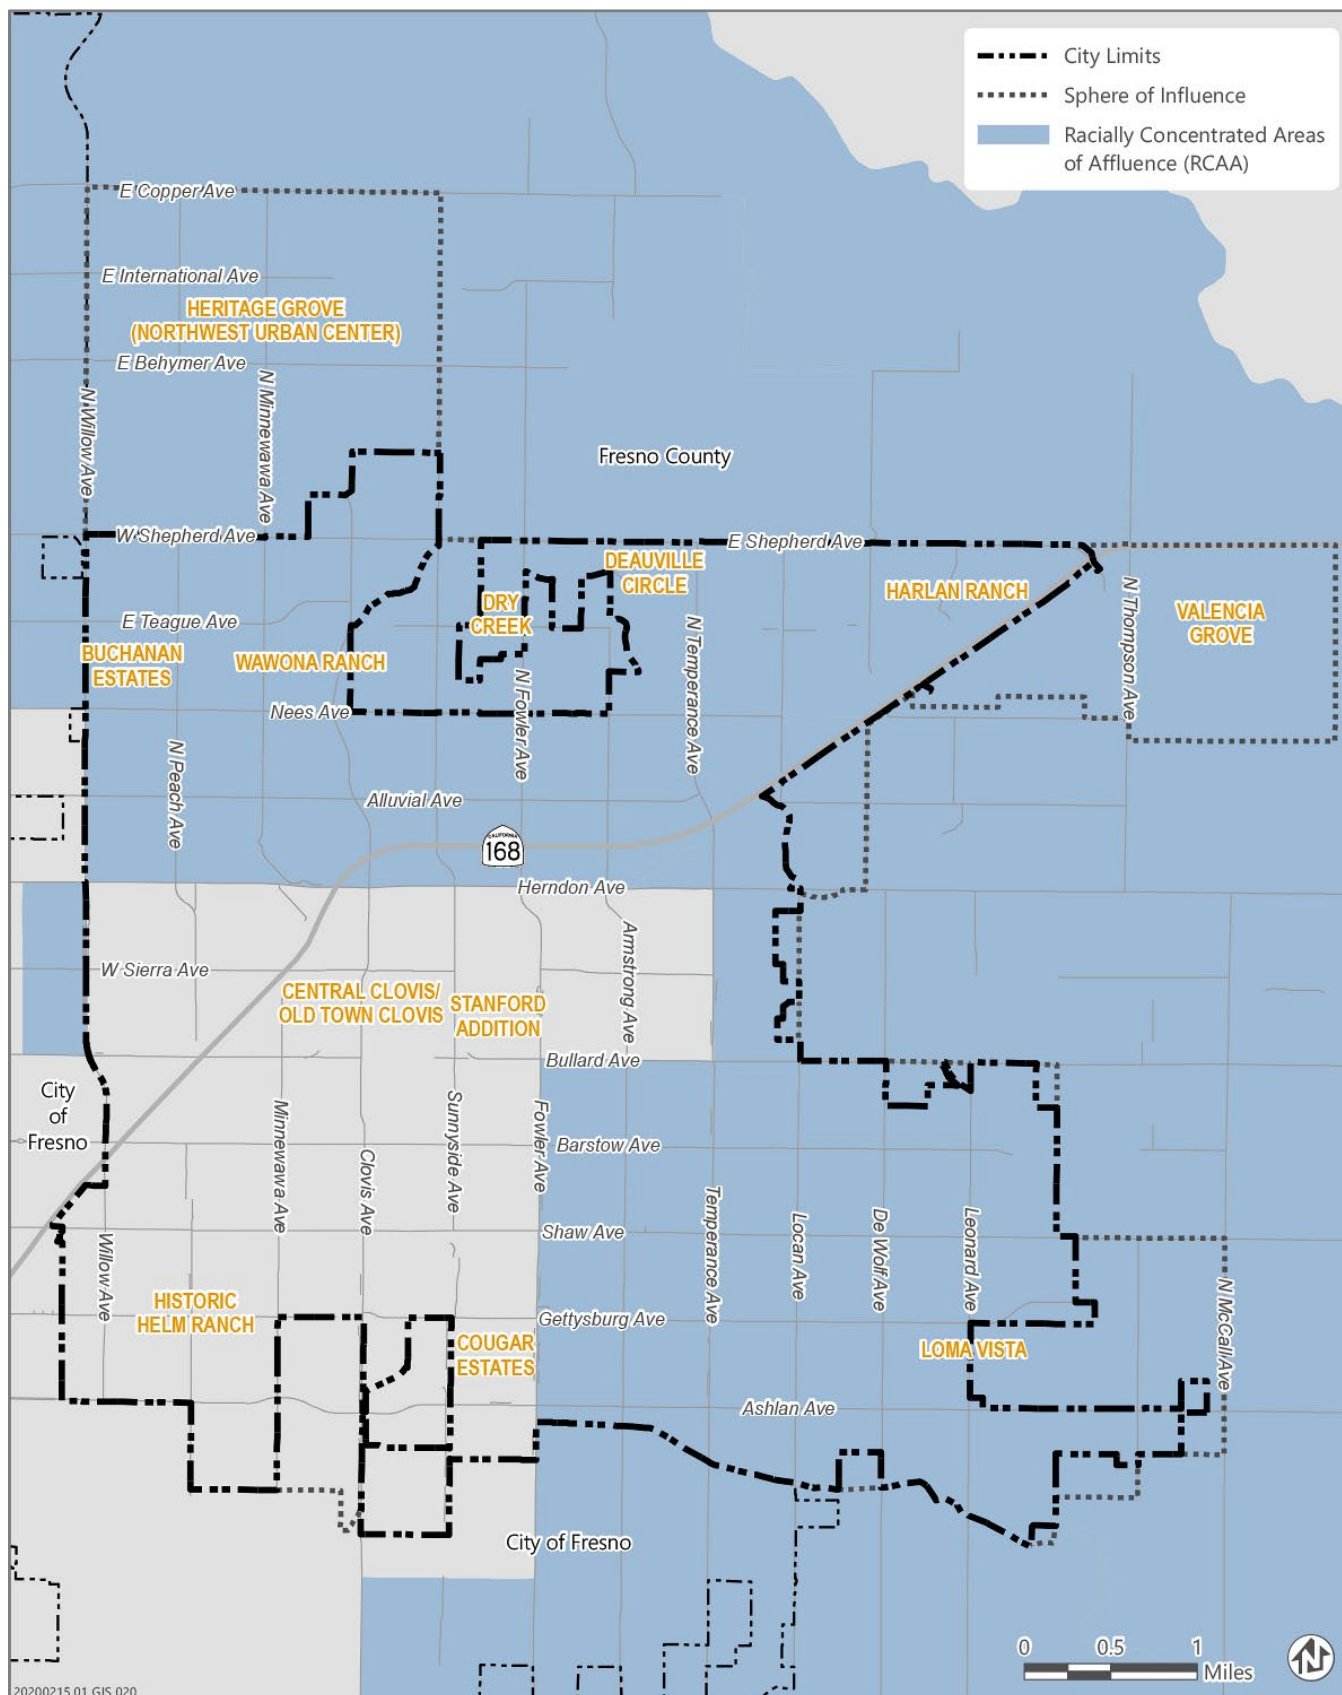 City Limits
Sphere of Influence
Racially Concentrated Areas
of Affluence (RCAA)
E Copper Ave
E International Ave
HERITAGE GROVE
(NORTHWEST URBAN CENTER)
E Behymer Ave
N Willow Ave
N Minnewawa Ave
Fresno County
W Shepherd Ave
E Shepherd Ave
DEAUVILLE
CIRCLE
HARLAN RANCH
N Thompson Ave
VALENCIA
GROVE
DRY
CREEK
E Teague Ave
BUCHANAN
ESTATES
WAWONA RANCH
N Temperance Ave
N Fowler Ave
Nees Ave
N Peach Ave
Alluvial Ave
CALIFORNIA
168
Herndon Ave
Armstrong Ave
W Sierra Ave
CENTRAL CLOVIS/
OLD TOWN CLOVIS
STANFORD
ADDITION
Bullard Ave
City
of
Fresno
Minnewawa Ave
Clovis Ave
Sunnyside Ave
Fowler Ave
Barstow Ave
Temperance Ave
Locan Ave
De Wolf Ave
Leonard Ave
Shaw Ave
Willow Ave
HISTORIC
HELM RANCH
Gettysburg Ave
COUGAR
ESTATES
LOMA VISTA
N McCall Ave
Ashlan Ave
City of Fresno
0 0.5 1
Miles
N
20200215.01 GIS 020